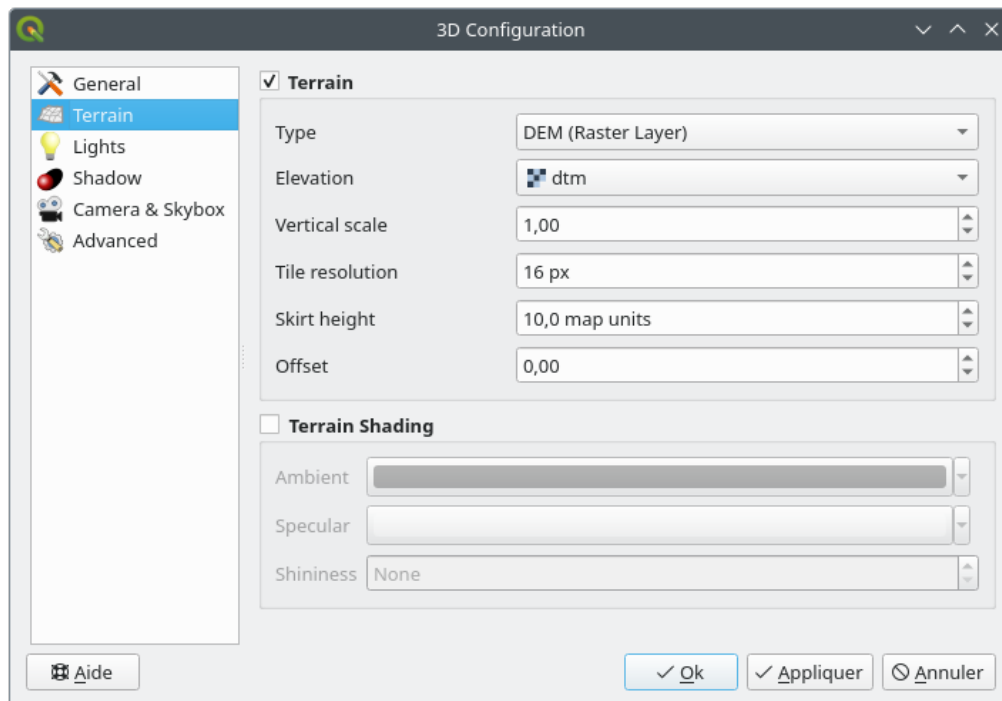 3D Configuration
General
Terrain
Lights
Shadow
Camera & Skybox
Advanced
Terrain
Type DEM (Raster Layer)
Elevation dtm
Vertical scale 1,00
Tile resolution 16 px
Skirt height 10,0 map units
Offset 0,00
Terrain Shading
Ambient
Specular
Shininess None
Aide Ok Appliquer Annuler